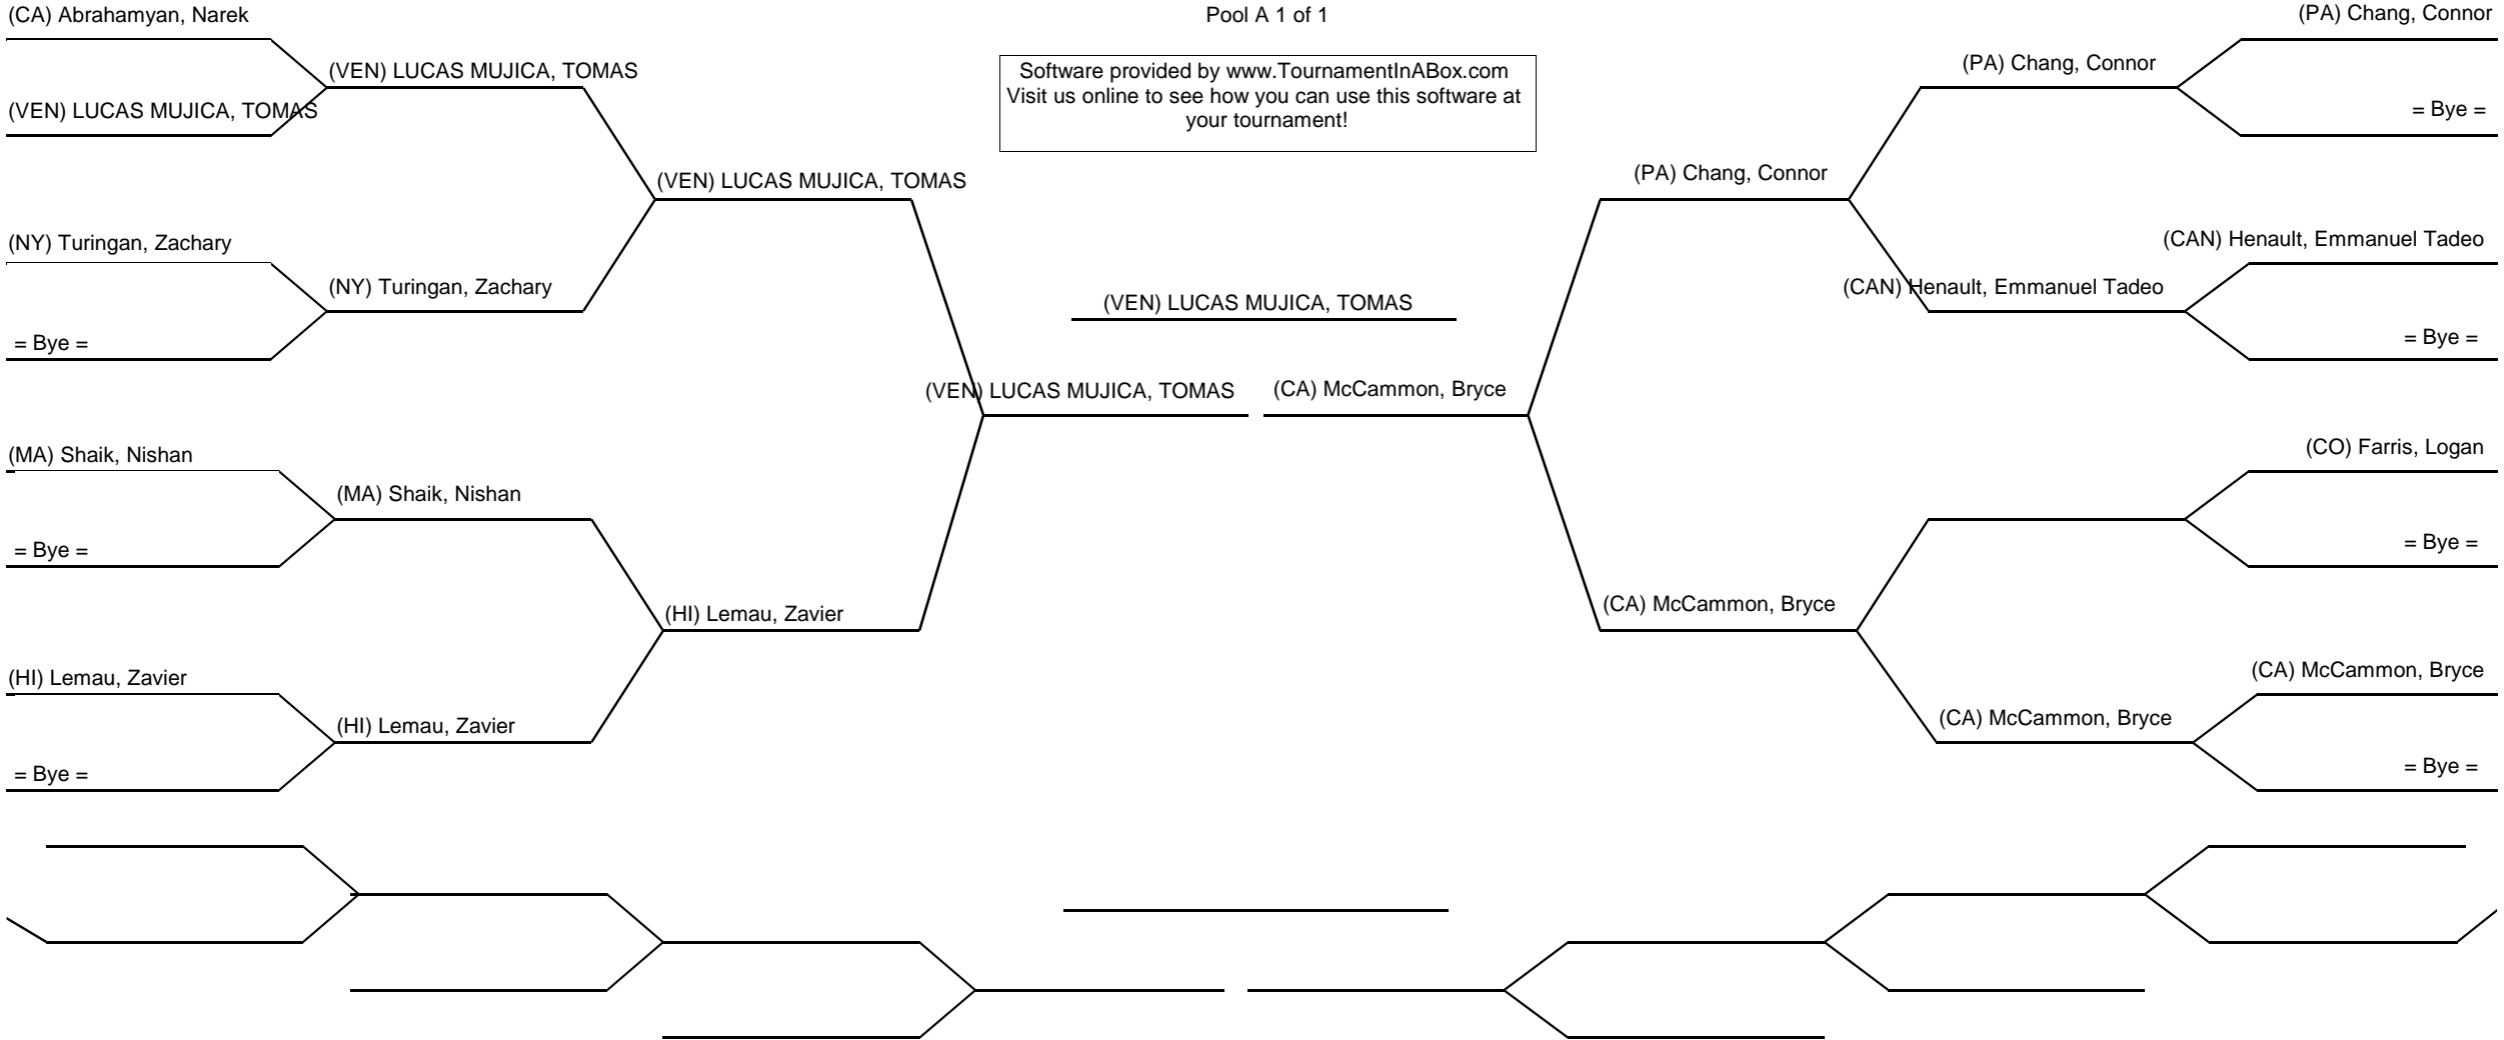 (CA) Abrahamyan, Narek
Pool A 1 of 1
(PA) Chang, Connor
(VEN) LUCAS MUJICA, TOMAS
Software provided by www.TournamentInABox.com
Visit us online to see how you can use this software at
your tournament!
(PA) Chang, Connor
(VEN) LUCAS MUJICA, TOMAS
= Bye =
(VEN) LUCAS MUJICA, TOMAS
(PA) Chang, Connor
(NY) Turingan, Zachary
(CAN) Henault, Emmanuel Tadeo
(NY) Turingan, Zachary
(VEN) LUCAS MUJICA, TOMAS
(CAN) Henault, Emmanuel Tadeo
= Bye =
= Bye =
(VEN) LUCAS MUJICA, TOMAS
(CA) McCammon, Bryce
(MA) Shaik, Nishan
(CO) Farris, Logan
(MA) Shaik, Nishan
= Bye =
= Bye =
(HI) Lemau, Zavier
(CA) McCammon, Bryce
(HI) Lemau, Zavier
(CA) McCammon, Bryce
(HI) Lemau, Zavier
(CA) McCammon, Bryce
= Bye =
= Bye =